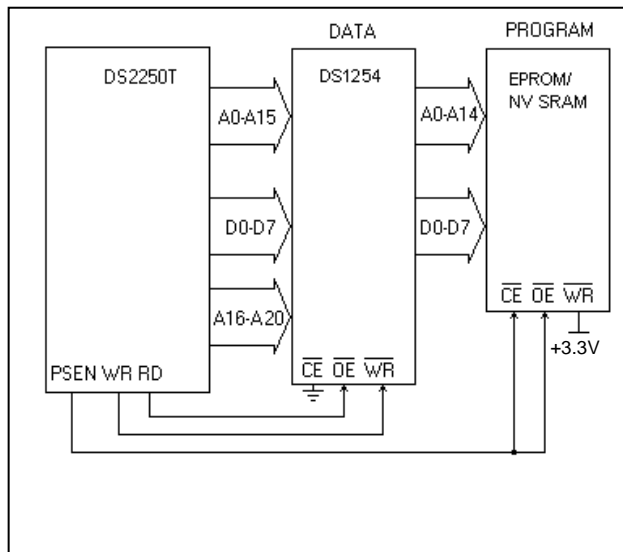 DATA
PROGRAM
DS2250T
DS1254
EPROM/
NV SRAM
A0-A15
A0-A14
D0-D7
D0-D7
A16-A20
CE OE WR
+3.3V
PSEN WR RD
CE OE WR